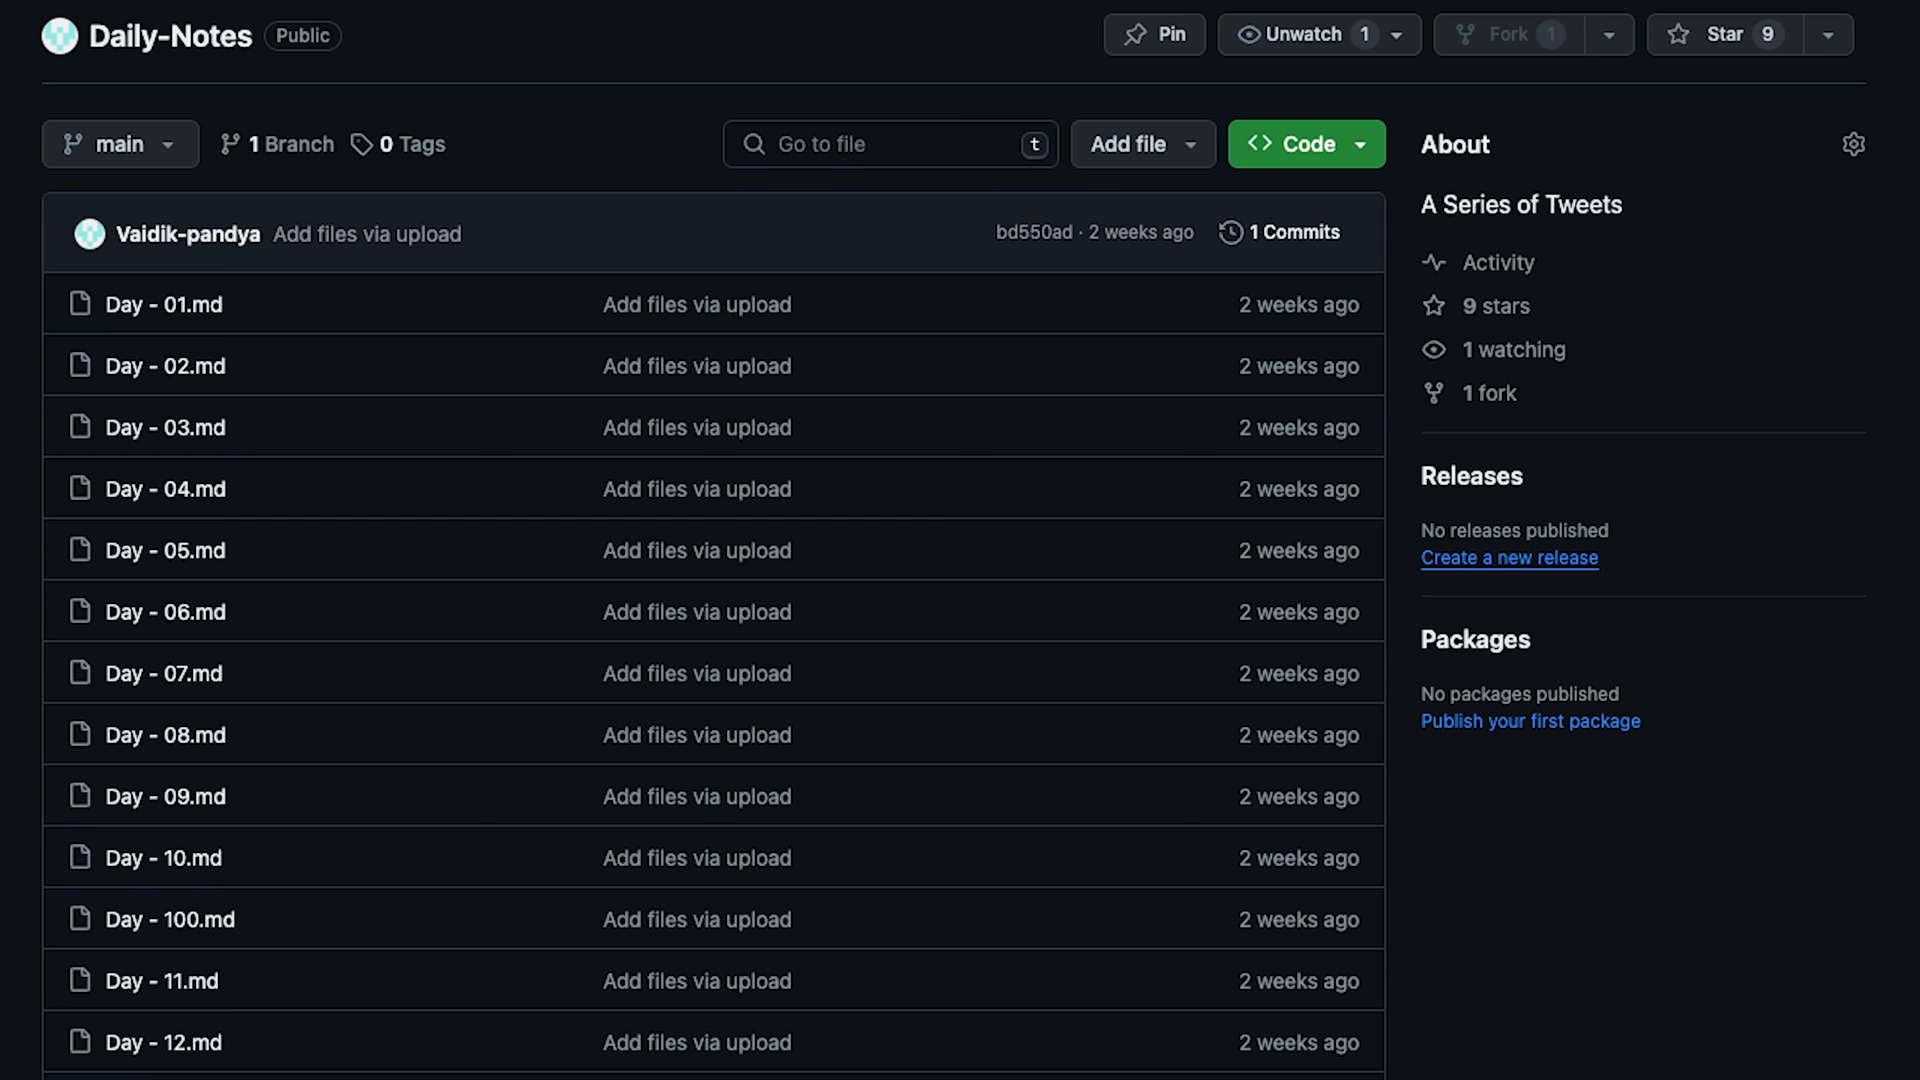 Daily-Notes Public Pin Unwatch 1 Fork 1 Star 9
main 1 Branch 0 Tags Go to file t Add file Code
Vaidik-pandya Add files via upload bd550ad · 2 weeks ago 1 Commits
Day - 01.md Add files via upload 2 weeks ago
Day - 02.md Add files via upload 2 weeks ago
Day - 03.md Add files via upload 2 weeks ago
Day - 04.md Add files via upload 2 weeks ago
Day - 05.md Add files via upload 2 weeks ago
Day - 06.md Add files via upload 2 weeks ago
Day - 07.md Add files via upload 2 weeks ago
Day - 08.md Add files via upload 2 weeks ago
Day - 09.md Add files via upload 2 weeks ago
Day - 10.md Add files via upload 2 weeks ago
Day - 100.md Add files via upload 2 weeks ago
Day - 11.md Add files via upload 2 weeks ago
Day - 12.md Add files via upload 2 weeks ago
About
A Series of Tweets
Activity
9 stars
1 watching
1 fork
Releases
No releases published
Create a new release
Packages
No packages published
Publish your first package